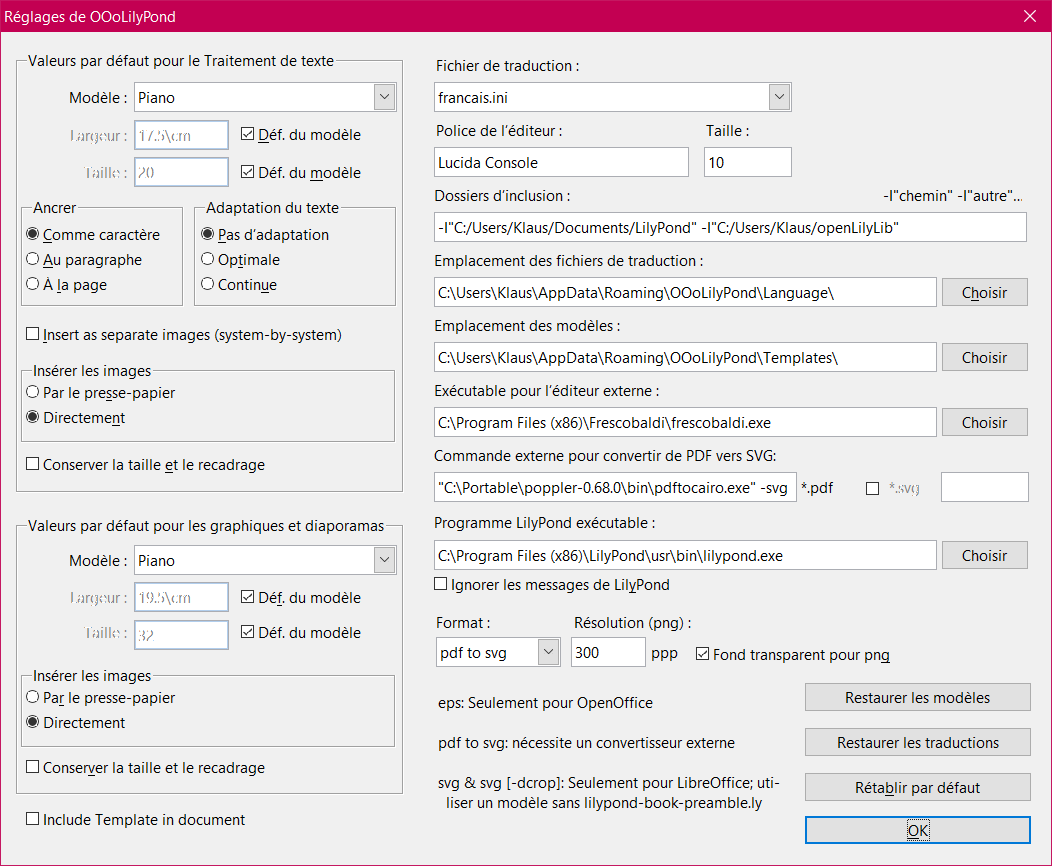 Réglages de OOoLilyPond
Valeurs par défaut pour le Traitement de texte
Modèle : Piano
Largeur : 17.5\cm Déf. du modèle
Taille : 20 Déf. du modèle
Ancrer
Comme caractère
Au paragraphe
À la page
Adaptation du texte
Pas d’adaptation
Optimale
Continue
Insert as separate images (system-by-system)
Insérer les images
Par le presse-papier
Directement
Conserver la taille et le recadrage
Valeurs par défaut pour les graphiques et diaporamas
Modèle : Piano
Largeur : 19.5\cm Déf. du modèle
Taille : 32 Déf. du modèle
Insérer les images
Par le presse-papier
Directement
Conserver la taille et le recadrage
Include Template in document
Fichier de traduction :
francais.ini
Police de l’éditeur : Taille :
Lucida Console 10
Dossiers d’inclusion : -I"chemin" -I"autre"...
-I"C:/Users/Klaus/Documents/LilyPond" -I"C:/Users/Klaus/openLilyLib"
Emplacement des fichiers de traduction :
C:\Users\Klaus\AppData\Roaming\OOoLilyPond\Language\ Choisir
Emplacement des modèles :
C:\Users\Klaus\AppData\Roaming\OOoLilyPond\Templates\ Choisir
Exécutable pour l’éditeur externe :
C:\Program Files (x86)\Frescobaldi\frescobaldi.exe Choisir
Commande externe pour convertir de PDF vers SVG:
"C:\Portable\poppler-0.68.0\bin\pdftocairo.exe" -svg *.pdf *.svg
Programme LilyPond exécutable :
C:\Program Files (x86)\LilyPond\usr\bin\lilypond.exe Choisir
Ignorer les messages de LilyPond
Format : Résolution (png) :
pdf to svg 300 ppp Fond transparent pour png
eps: Seulement pour OpenOffice
pdf to svg: nécessite un convertisseur externe
svg & svg [-dcrop]: Seulement pour LibreOffice; uti-
liser un modèle sans lilypond-book-preamble.ly
Restaurer les modèles
Restaurer les traductions
Rétablir par défaut
OK